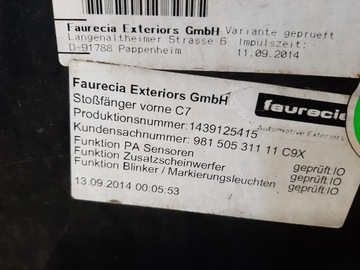 Faurecia Exteriors GmbH Variante geprueft
Langenaltheimer Strasse 6 Impulszeit:
D-91788 Pappenheim 11.09.2014
Faurecia Exteriors GmbH
Stoßfänger vorne C7
faurecia
Produktionsnummer:1439125415
Automotive Exteriors
Kundensachnummer: 981 505 311 11 C9X
Funktion PA Sensoren geprüft:IO
Funktion Zusatzscheinwerfer geprüft:IO
Funktion Blinker / Markierungsleuchten geprüft:IO
13.09.2014 00:05:53